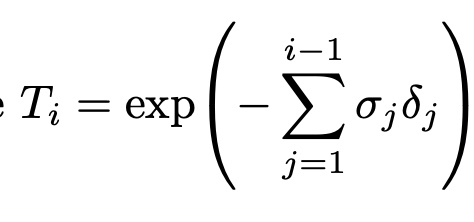 e T_i = exp ( − ∑_{j=1}^{i−1} σ_j δ_j )